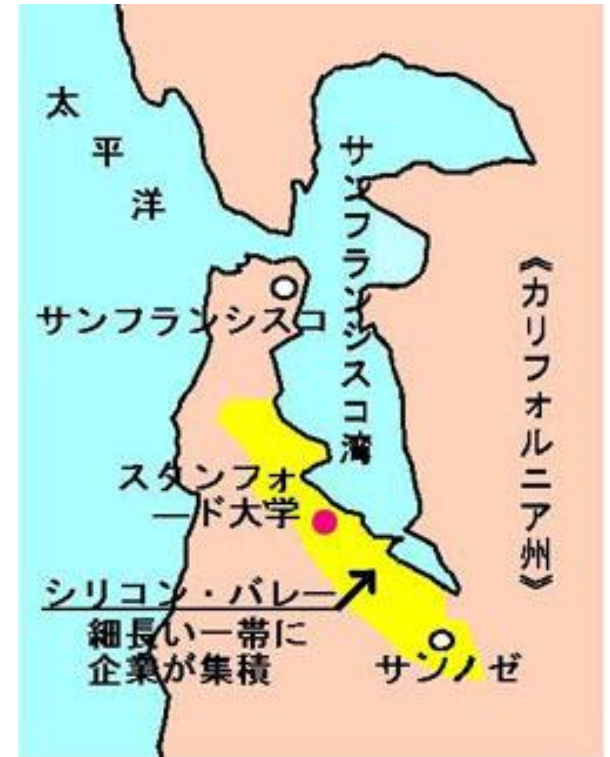 太平洋
サンフランシスコ湾
《カリフォルニア州》
サンフランシスコ
スタンフォ
ード大学
シリコン・バレー
細長い一帯に
企業が集積
サンノゼ